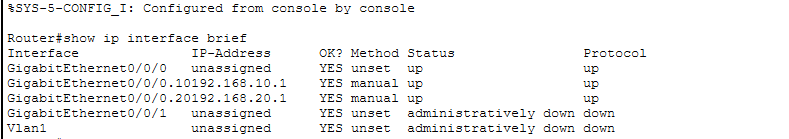 %SYS-5-CONFIG_I: Configured from console by console
Router#show ip interface brief
Interface              IP-Address      OK? Method Status                Protocol
GigabitEthernet0/0/0   unassigned      YES unset  up                    up
GigabitEthernet0/0/0.10192.168.10.1    YES manual up                    up
GigabitEthernet0/0/0.20192.168.20.1    YES manual up                    up
GigabitEthernet0/0/1   unassigned      YES unset  administratively down down
Vlan1                  unassigned      YES unset  administratively down down